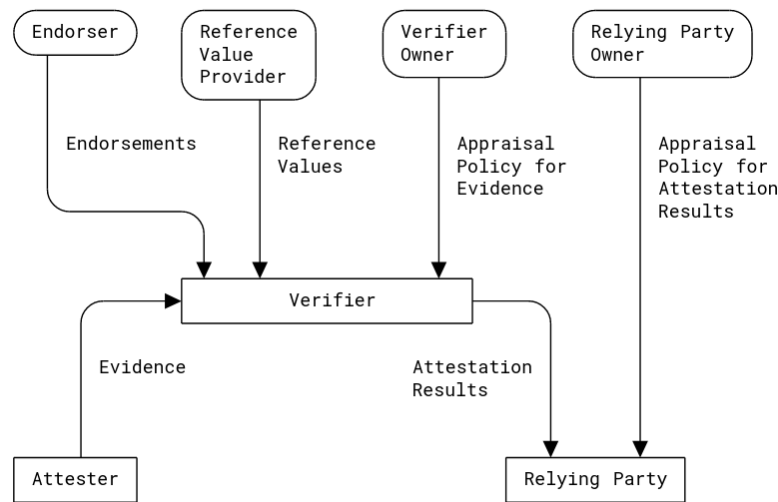 Endorser
Reference
Value
Provider
Verifier
Owner
Relying Party
Owner
Endorsements
Reference
Values
Appraisal
Policy for
Evidence
Appraisal
Policy for
Attestation
Results
Verifier
Evidence
Attestation
Results
Attester
Relying Party